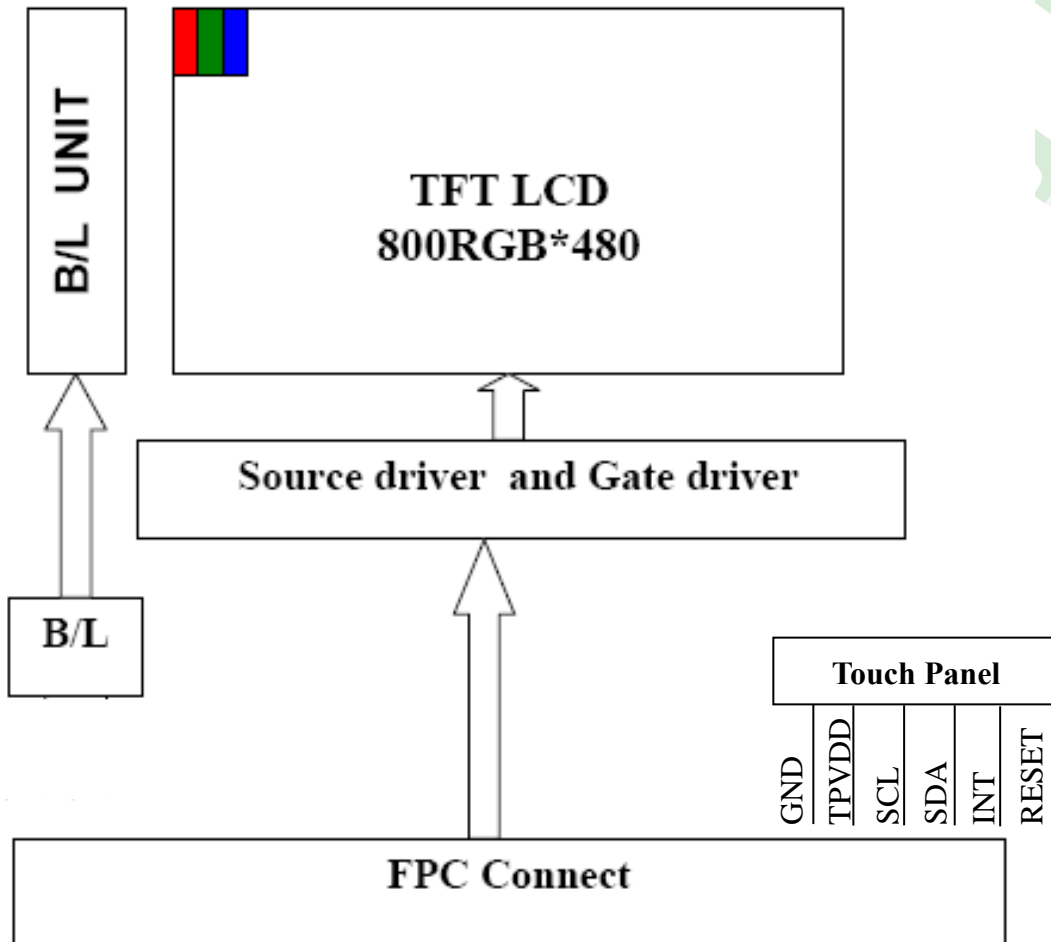 B/L UNIT
TFT LCD
800RGB*480
Source driver and Gate driver
B/L
Touch Panel
GND
TPVDD
SCL
SDA
INT
RESET
FPC Connect